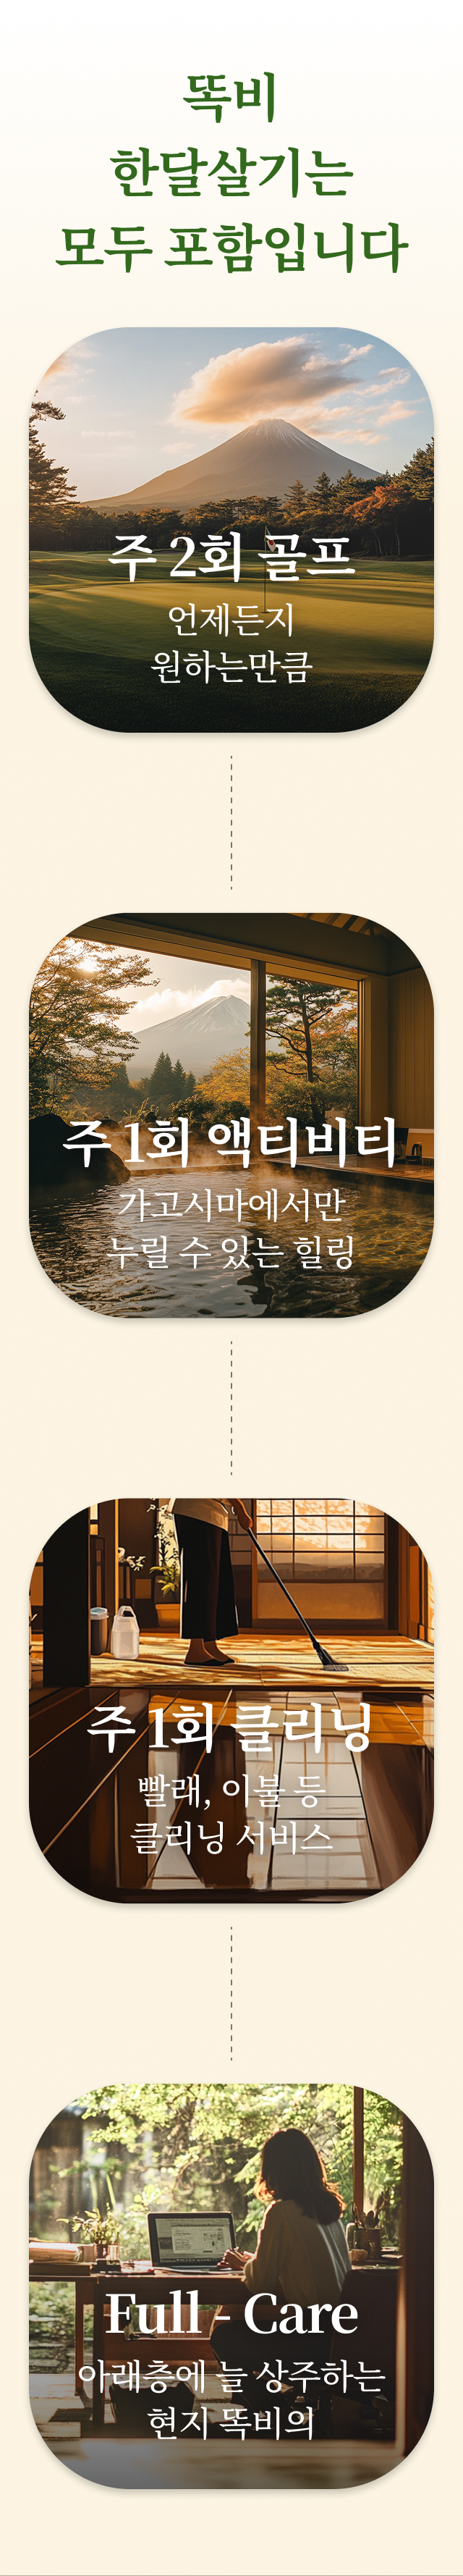 똑비
한달살기는
모두 포함입니다
주 2회 골프
언제든지
원하는만큼
주 1회 액티비티
가고시마에서만
누릴 수 있는 힐링
주 1회 클리닝
빨래, 이불 등
클리닝 서비스
Full - Care
아래층에 늘 상주하는
현지 똑비의